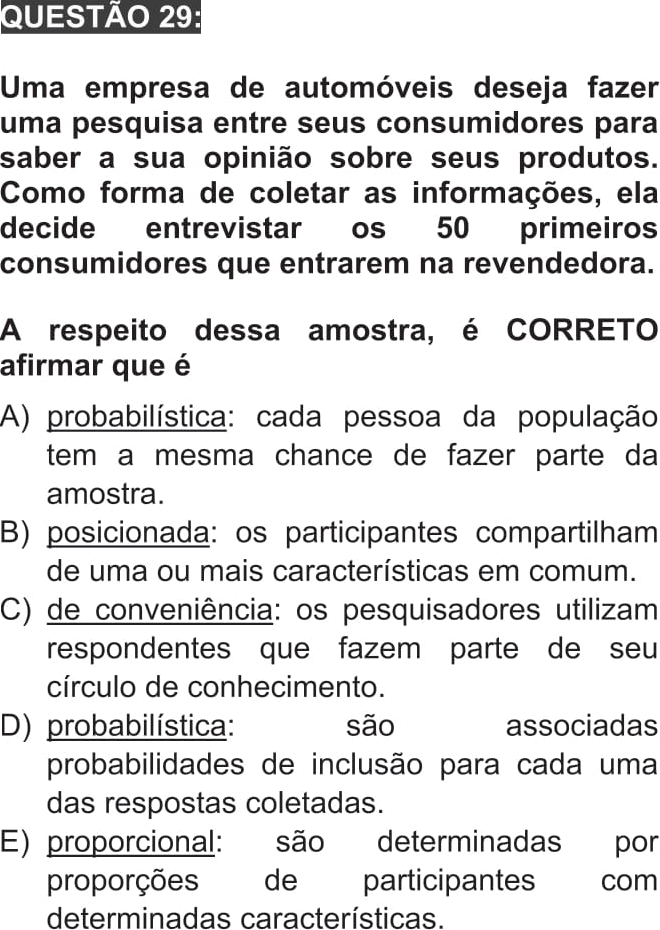 QUESTÃO 29:
Uma empresa de automóveis deseja fazer
uma pesquisa entre seus consumidores para
saber a sua opinião sobre seus produtos.
Como forma de coletar as informações, ela
decide entrevistar os 50 primeiros
consumidores que entrarem na revendedora.
A respeito dessa amostra, é CORRETO
afirmar que é
A) probabilística: cada pessoa da população
tem a mesma chance de fazer parte da
amostra.
B) posicionada: os participantes compartilham
de uma ou mais características em comum.
C) de conveniência: os pesquisadores utilizam
respondentes que fazem parte de seu
círculo de conhecimento.
D) probabilística: são associadas
probabilidades de inclusão para cada uma
das respostas coletadas.
E) proporcional: são determinadas por
proporções de participantes com
determinadas características.